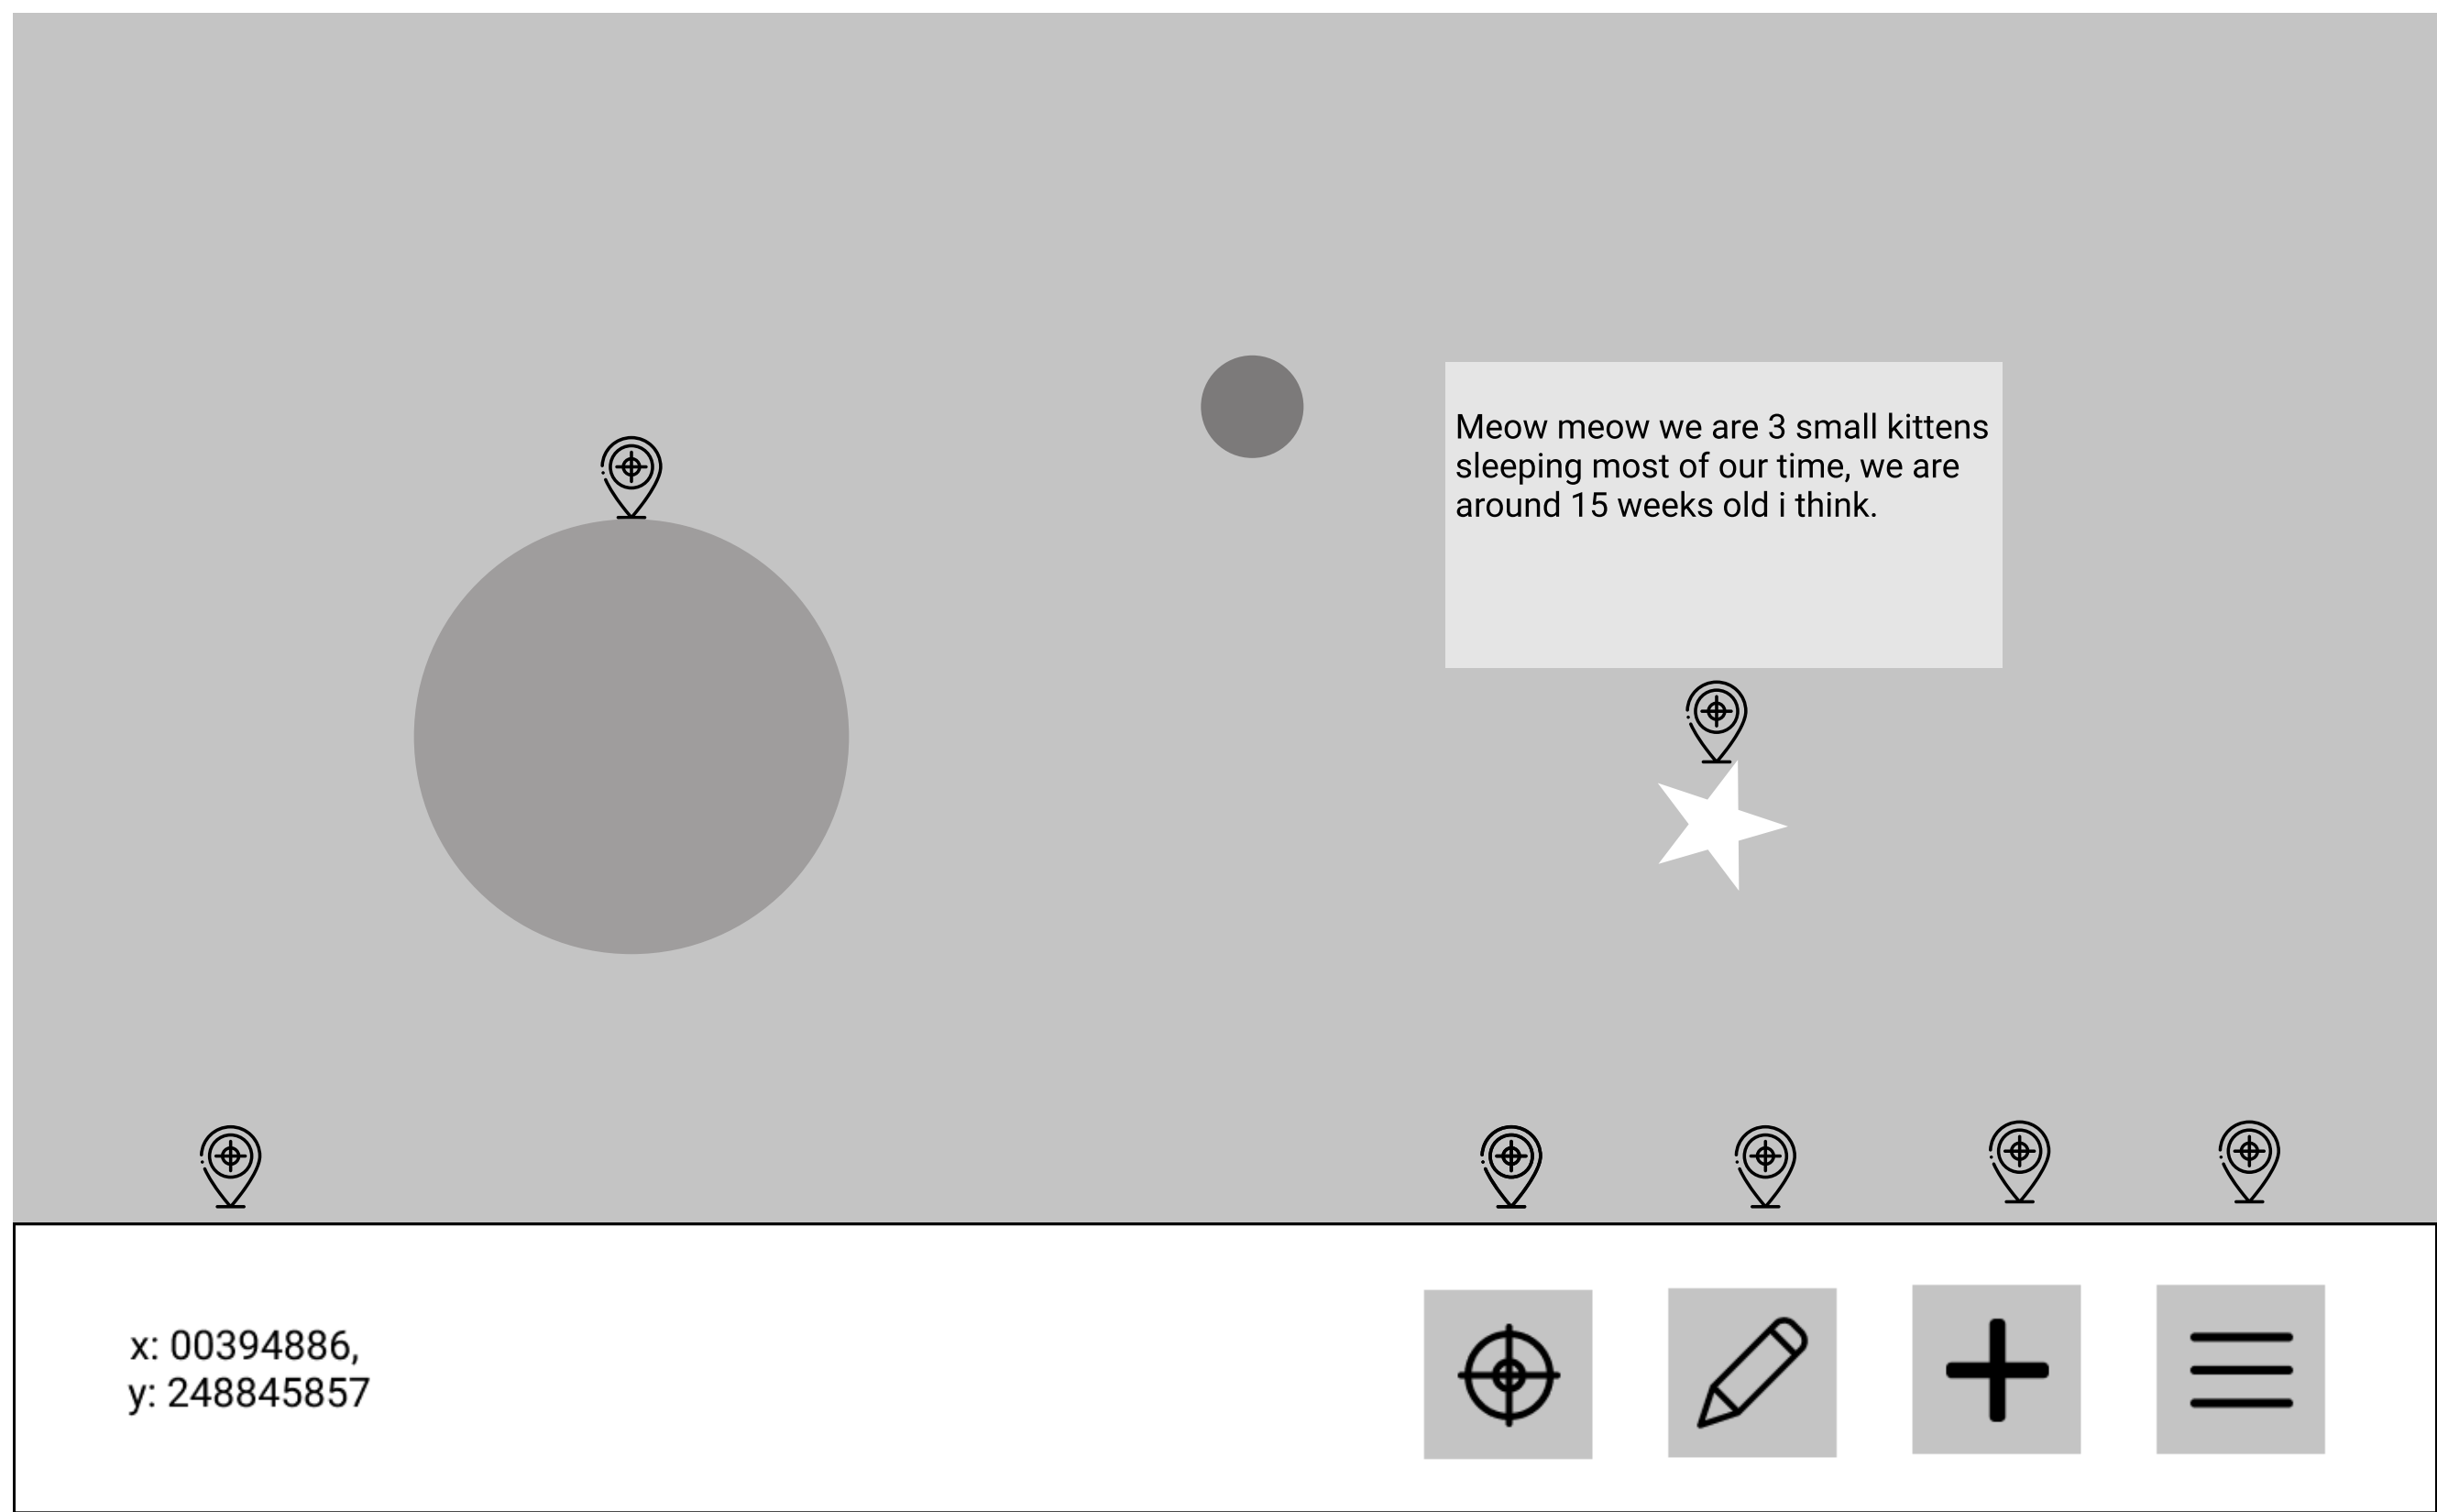 Meow meow we are 3 small kittens
sleeping most of our time, we are
around 15 weeks old i think.
x: 00394886,
y: 248845857